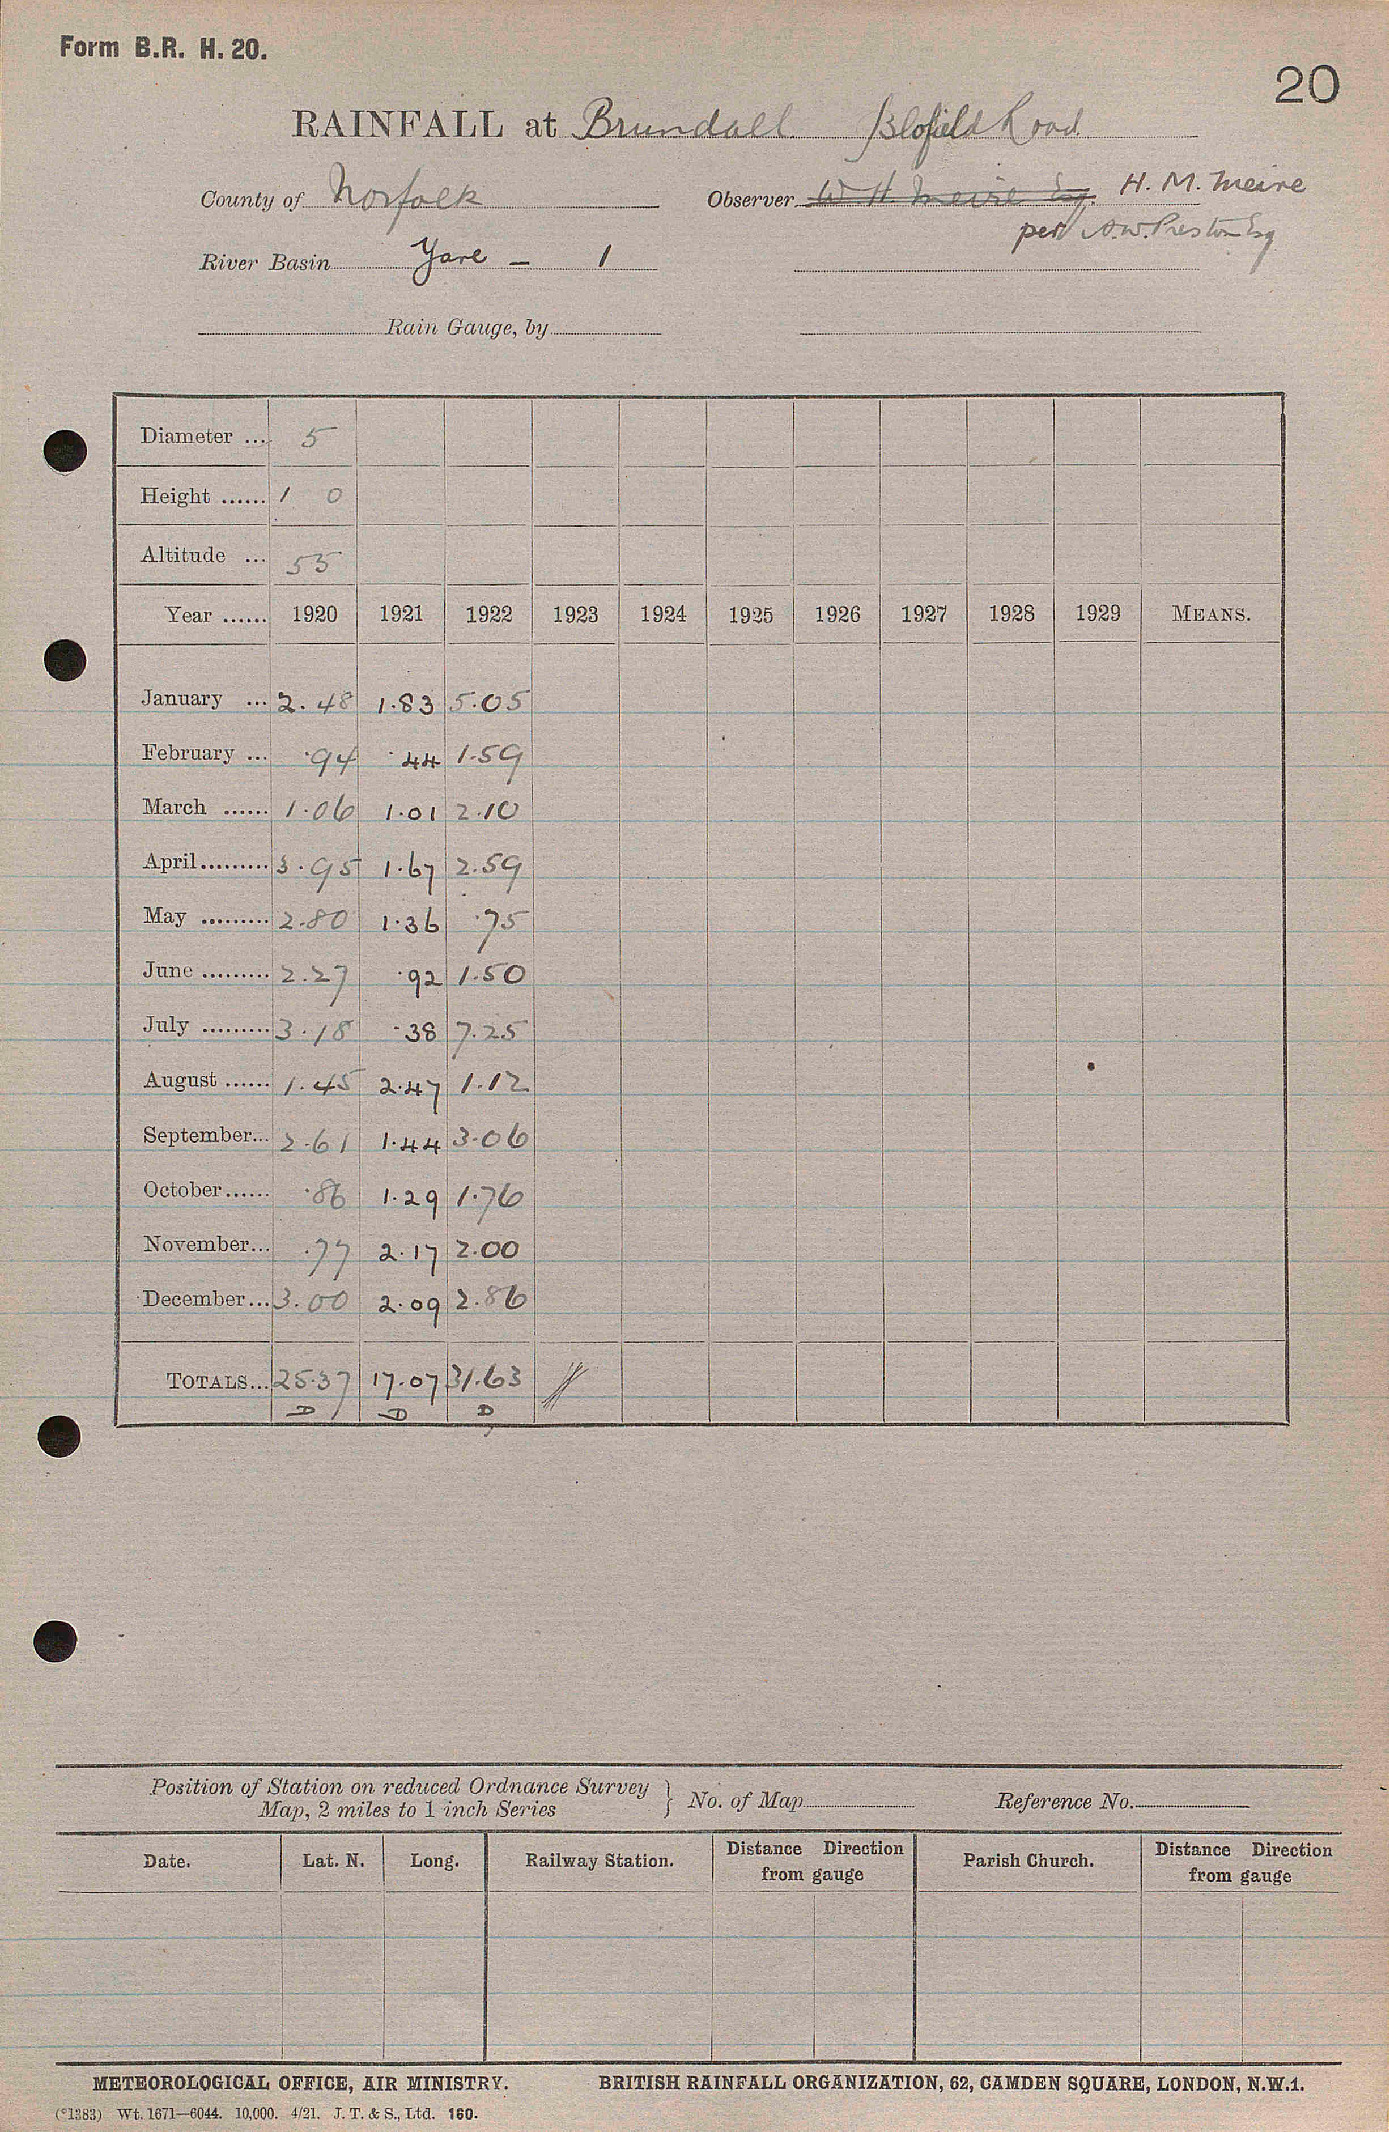 Form B.R. H. 20.
20
RAINFALL at Brundall Blofield Road
County of Norfolk Observer W. H. Meire Esq. H. M. Meire
per A. W. Preston Esq
River Basin Yare - 1
Rain Gauge, by
Diameter ... 5
Height ...... 1 0
Altitude ... 55
Year ...... 1920 1921 1922 1923 1924 1925 1926 1927 1928 1929 MEANS.
January ... 2.48 1.83 5.05
February ... .94 .44 1.59
March ...... 1.06 1.01 2.10
April......... 3.95 1.67 2.59
May ......... 2.80 1.36 .75
June ......... 2.27 .92 1.50
July ......... 3.18 .38 7.25
August ...... 1.45 2.47 1.12
September... 2.61 1.44 3.06
October...... .86 1.29 1.76
November... .77 2.17 2.00
December... 3.00 2.09 2.86
TOTALS... 25.37 17.07 31.63
D D D
Position of Station on reduced Ordnance Survey
Map, 2 miles to 1 inch Series } No. of Map Reference No.
Date. Lat. N. Long. Railway Station. Distance Direction from gauge Parish Church. Distance Direction from gauge
METEOROLOGICAL OFFICE, AIR MINISTRY. BRITISH RAINFALL ORGANIZATION, 62, CAMDEN SQUARE, LONDON, N.W.1.
(*1383) Wt. 1671—6044. 10,000. 4/21. J. T. & S., Ltd. 160.